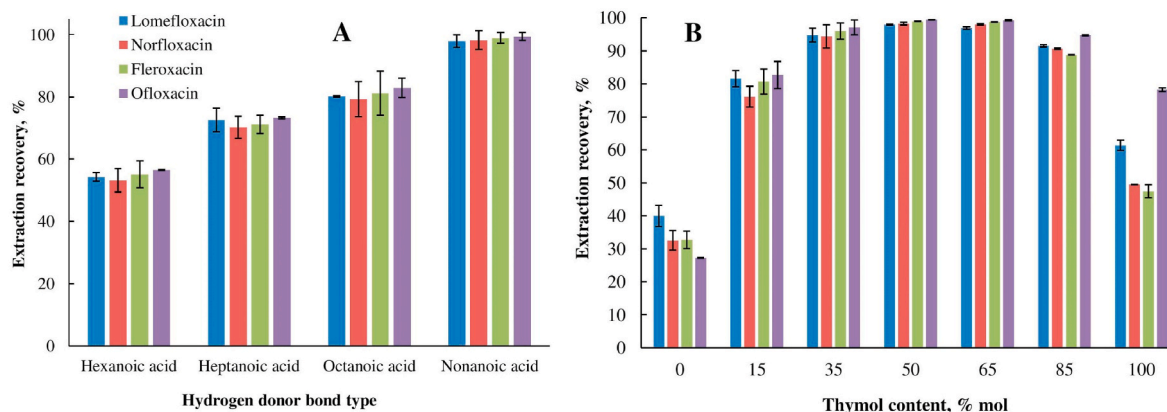 A
Lomefloxacin
Norfloxacin
Fleroxacin
Ofloxacin
Extraction recovery, %
100
80
60
40
20
0
Hexanoic acid Heptanoic acid Octanoic acid Nonanoic acid
Hydrogen donor bond type
B
Extraction recovery, %
100
90
80
70
60
50
40
30
20
10
0
0 15 35 50 65 85 100
Thymol content, % mol